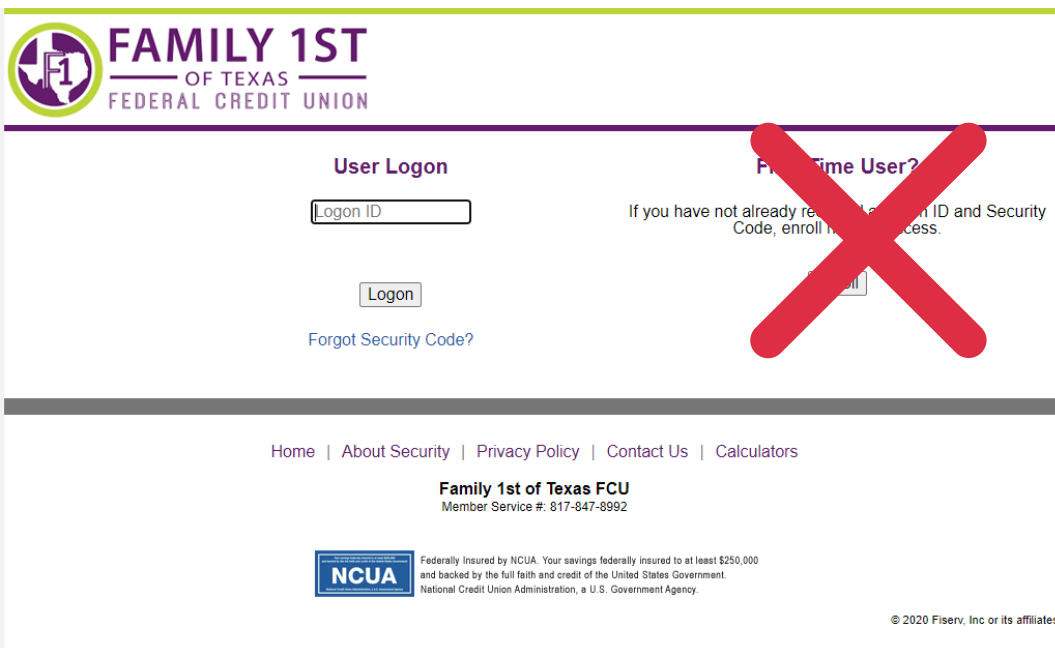 F1
FAMILY 1ST
OF TEXAS
FEDERAL CREDIT UNION
User Logon
Logon ID
Logon
Forgot Security Code?
Time User?
If you have not already ID and Security
Code, enroll
Home | About Security | Privacy Policy | Contact Us | Calculators
Family 1st of Texas FCU
Member Service #: 817-847-8992
NCUA
Federally Insured by NCUA. Your savings federally insured to at least $250,000
and backed by the full faith and credit of the United States Government.
National Credit Union Administration, a U.S. Government Agency.
© 2020 Fiserv, Inc or its affiliates